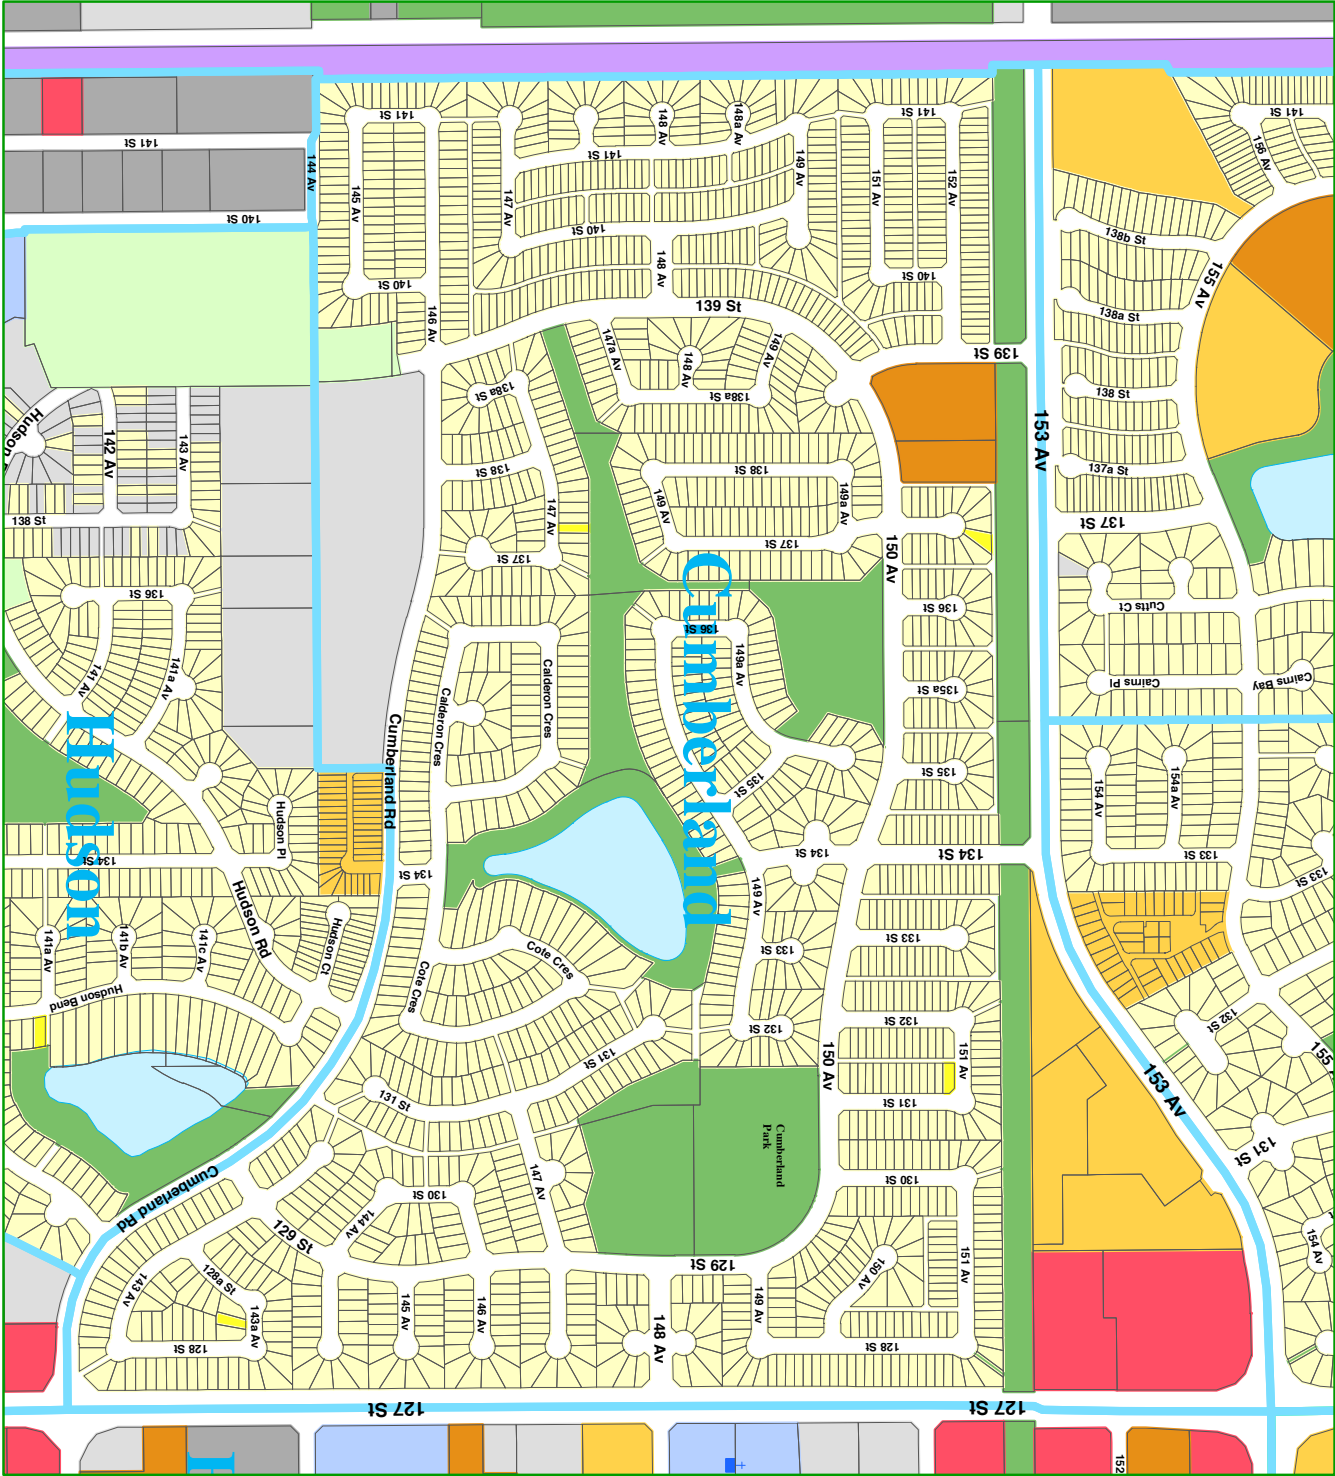 141 St
148 Av
148a Av
141 St
141 St
156 Av
141 St
144 Av
145 Av
141 St
149 Av
151 Av
152 Av
147 Av
140 St
140 St
148 Av
138b St
155 Av
140 St
140 St
146 Av
139 St
138a St
147a Av
148 Av
149 Av
139 St
138a St
138a St
138 St
Hudson
142 Av
143 Av
153 Av
138 St
138 St
137a St
149 Av
149a Av
147 Av
138 St
137 St
137 St
137 St
150 Av
Cumberland
136 St
136 St
136 St
Cutts Ct
141 Av
141a Av
149a Av
Calderon Cres
Calderon Cres
135a St
Cairns Pl
Cairns Bay
Hudson
Cumberland Rd
135 St
135 St
154 Av
154a Av
Hudson Pl
134 St
134 St
134 St
134 St
133 St
133 St
Hudson Rd
149 Av
141a Av
141b Av
141c Av
Hudson Ct
Cote Cres
133 St
133 St
Cote Cres
Hudson Bend
132 St
132 St
132 St
131 St
150 Av
151 Av
155
153 Av
131 St
131 St
Cumberland
Park
131 St
147 Av
130 St
130 St
Cumberland Rd
144 Av
129 St
129 St
154 Av
150 Av
151 Av
128a St
143 Av
143a Av
145 Av
146 Av
148 Av
149 Av
128 St
128 St
127 St
127 St
H
152